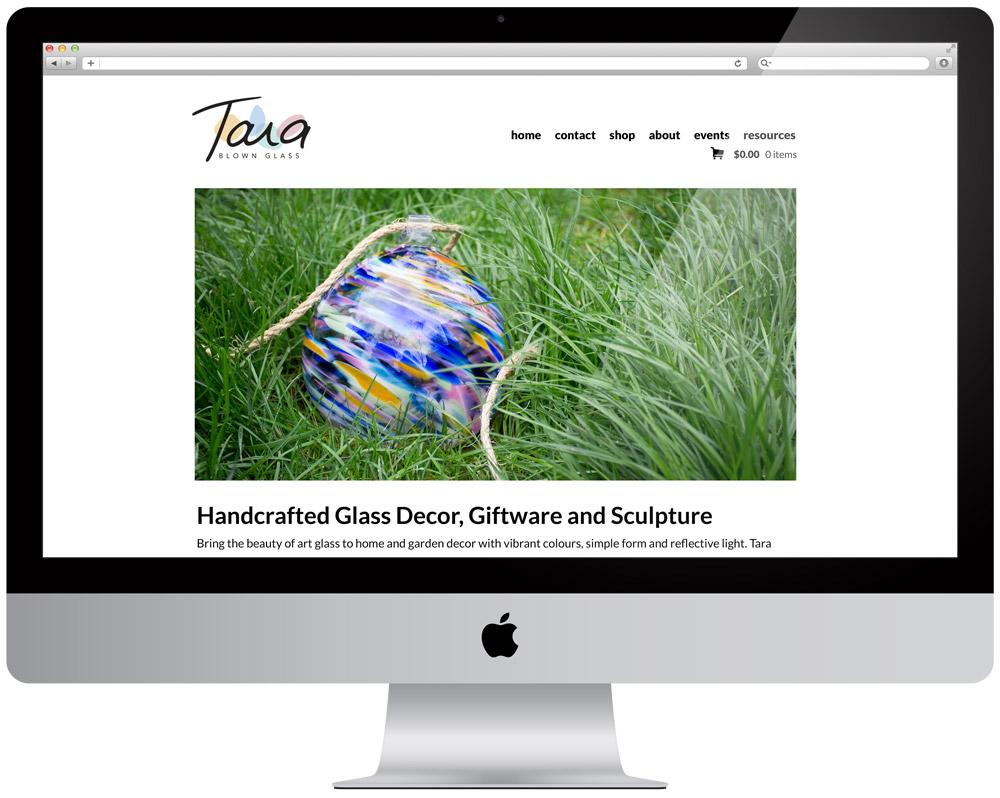 Tara
BLOWN GLASS
home contact shop about events resources
$0.00 0 items
Handcrafted Glass Decor, Giftware and Sculpture
Bring the beauty of art glass to home and garden decor with vibrant colours, simple form and reflective light. Tara